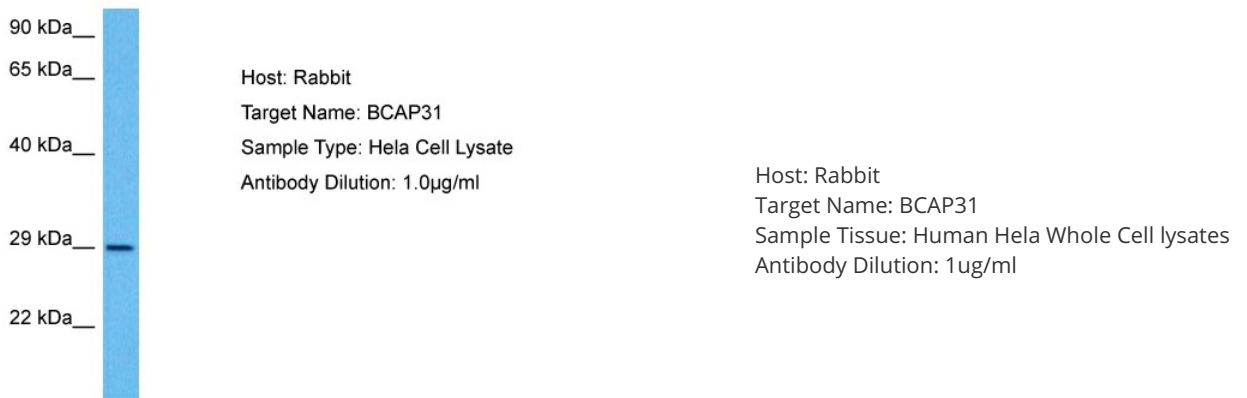 90 kDa__
65 kDa__
40 kDa__
29 kDa__
22 kDa__
Host: Rabbit
Target Name: BCAP31
Sample Type: Hela Cell Lysate
Antibody Dilution: 1.0µg/ml
Host: Rabbit
Target Name: BCAP31
Sample Tissue: Human Hela Whole Cell lysates
Antibody Dilution: 1ug/ml